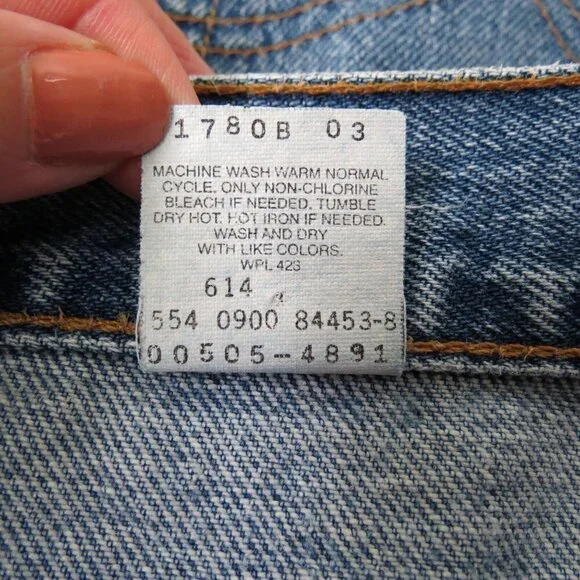 1780B 03
MACHINE WASH WARM NORMAL
CYCLE. ONLY NON-CHLORINE
BLEACH IF NEEDED. TUMBLE
DRY HOT. HOT IRON IF NEEDED.
WASH AND DRY
WITH LIKE COLORS.
WPL 423
614
554 0900 84453-8
00505-4891